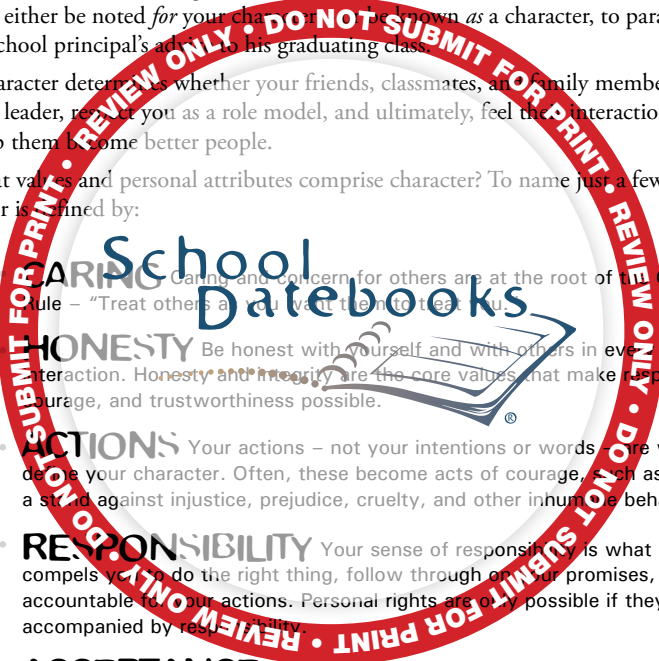 either be noted for your character or be known as a character, to para
chool principal's advice to his graduating class.
aracter determines whether your friends, classmates, and family membe
leader, respect you as a role model, and ultimately, feel their interactio
p them become better people.
at values and personal attributes comprise character? To name just a few
r is defined by:
CARING Caring and concern for others are at the root of the G
Rule – "Treat others as you want them to treat you."
HONESTY Be honest with yourself and with others in eve
interaction. Honesty and integrity are the core values that make resp
courage, and trustworthiness possible.
ACTIONS Your actions – not your intentions or words – are w
define your character. Often, these become acts of courage, such as
a stand against injustice, prejudice, cruelty, and other inhumane beh
RESPONSIBILITY Your sense of responsibility is what
compels you to do the right thing, follow through on your promises,
accountable for your actions. Personal rights are only possible if they
accompanied by responsibility.
ACCEPTANCE
School
Datebooks
®
REVIEW ONLY • DO NOT SUBMIT FOR PRINT • REVIEW ONLY • DO NOT SUBMIT FOR PRINT • REVIEW ONLY • DO NOT SUBMIT FOR PRINT •